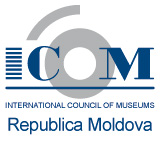 ICOM
INTERNATIONAL COUNCIL OF MUSEUMS
Republica Moldova